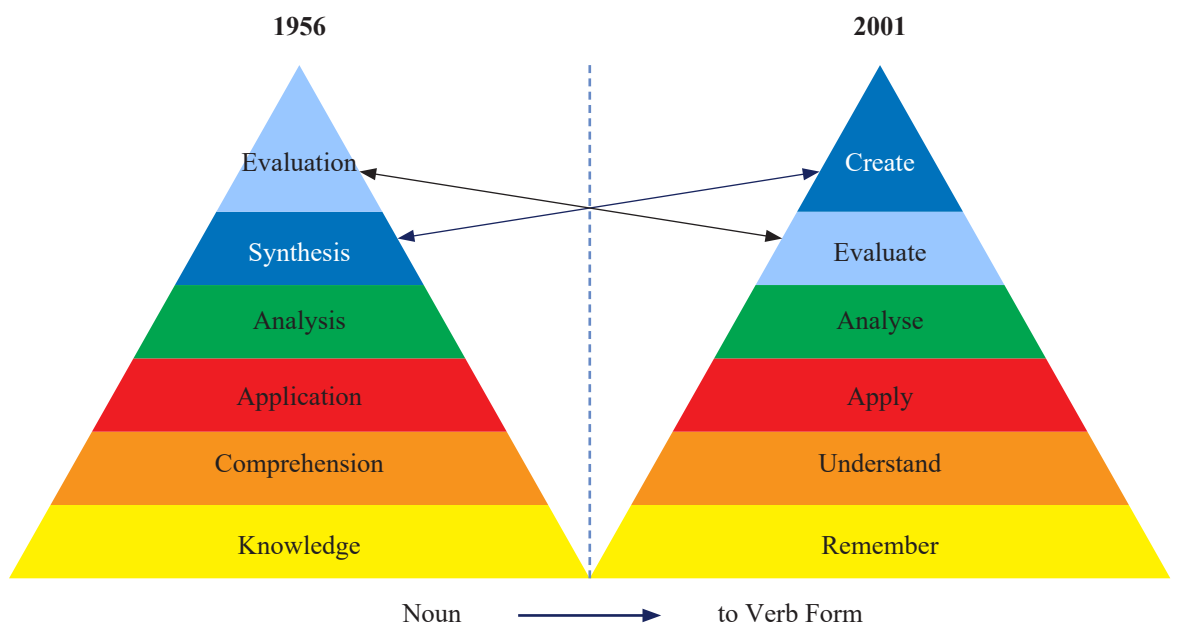 1956
Evaluation
Synthesis
Analysis
Application
Comprehension
Knowledge
2001
Create
Evaluate
Analyse
Apply
Understand
Remember
Noun to Verb Form